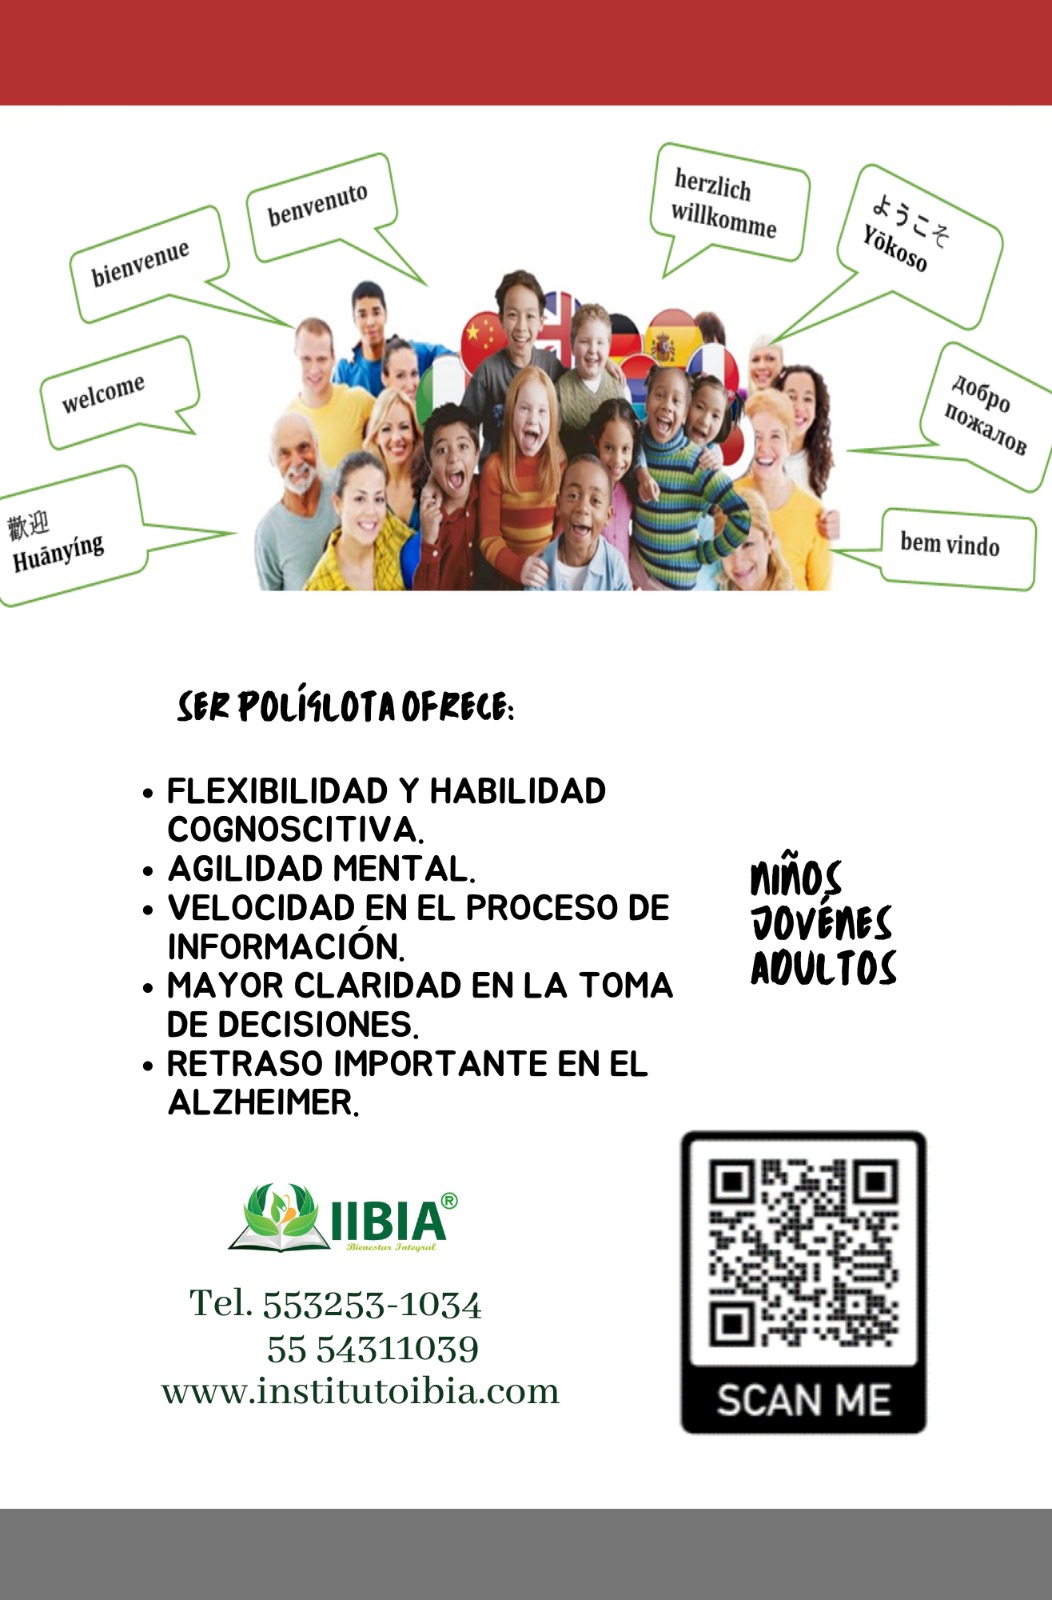 benvenuto
herzlich
willkomme
ようこそ
Yōkoso
bienvenue
welcome
добро
пожалов
歡迎
Huānyíng
bem vindo
SER POLÍGLOTA OFRECE:
• FLEXIBILIDAD Y HABILIDAD
COGNOSCITIVA.
• AGILIDAD MENTAL.
• VELOCIDAD EN EL PROCESO DE
INFORMACIÓN.
• MAYOR CLARIDAD EN LA TOMA
DE DECISIONES.
• RETRASO IMPORTANTE EN EL
ALZHEIMER.
NIÑOS
JOVÉNES
ADULTOS
IIBIA®
Bienestar Integral
Tel. 553253-1034
55 54311039
www.institutoibia.com
SCAN ME